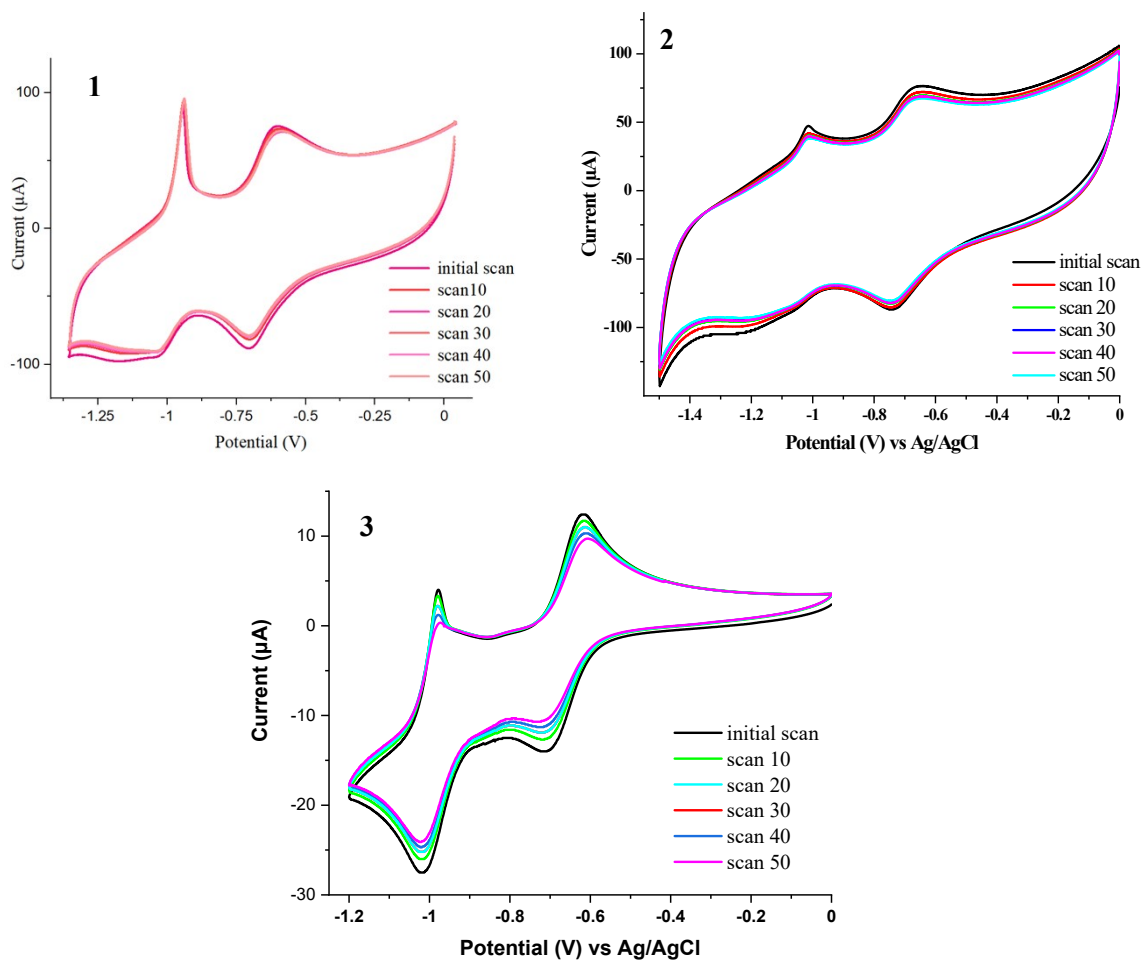 1
100
0
-100
Current (µA)
-1.25
-1
-0.75
-0.5
-0.25
0
Potential (V)
initial scan
scan10
scan 20
scan 30
scan 40
scan 50
2
100
50
0
-50
-100
Current (µA)
-1.4
-1.2
-1
-0.8
-0.6
-0.4
-0.2
0
Potential (V) vs Ag/AgCl
initial scan
scan 10
scan 20
scan 30
scan 40
scan 50
3
10
0
-10
-20
-30
Current (µA)
-1.2
-1
-0.8
-0.6
-0.4
-0.2
0
Potential (V) vs Ag/AgCl
initial scan
scan 10
scan 20
scan 30
scan 40
scan 50